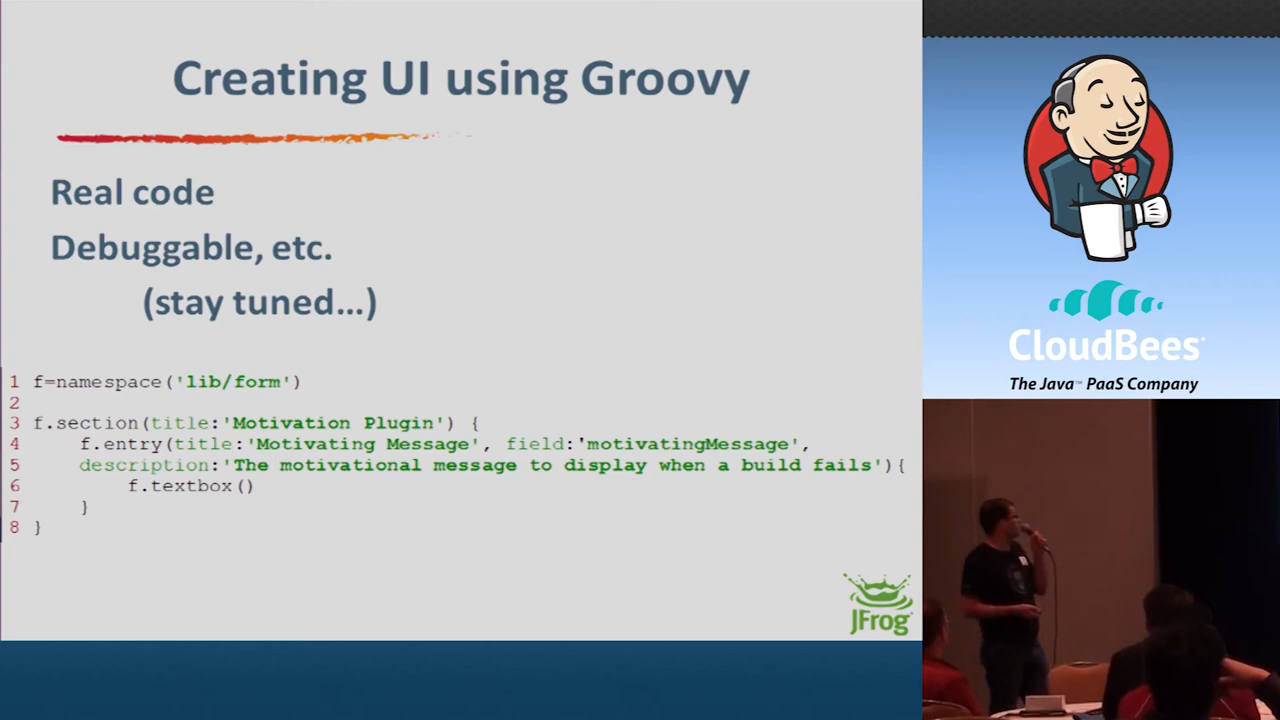 Creating UI using Groovy
Real code
Debuggable, etc.
(stay tuned...)
1 f=namespace('lib/form')
2
3 f.section(title:'Motivation Plugin') {
4 f.entry(title:'Motivating Message', field:'motivatingMessage',
5 description:'The motivational message to display when a build fails'){
6 f.textbox()
7 }
8 }
JFrog
CloudBees
The Java™ PaaS Company